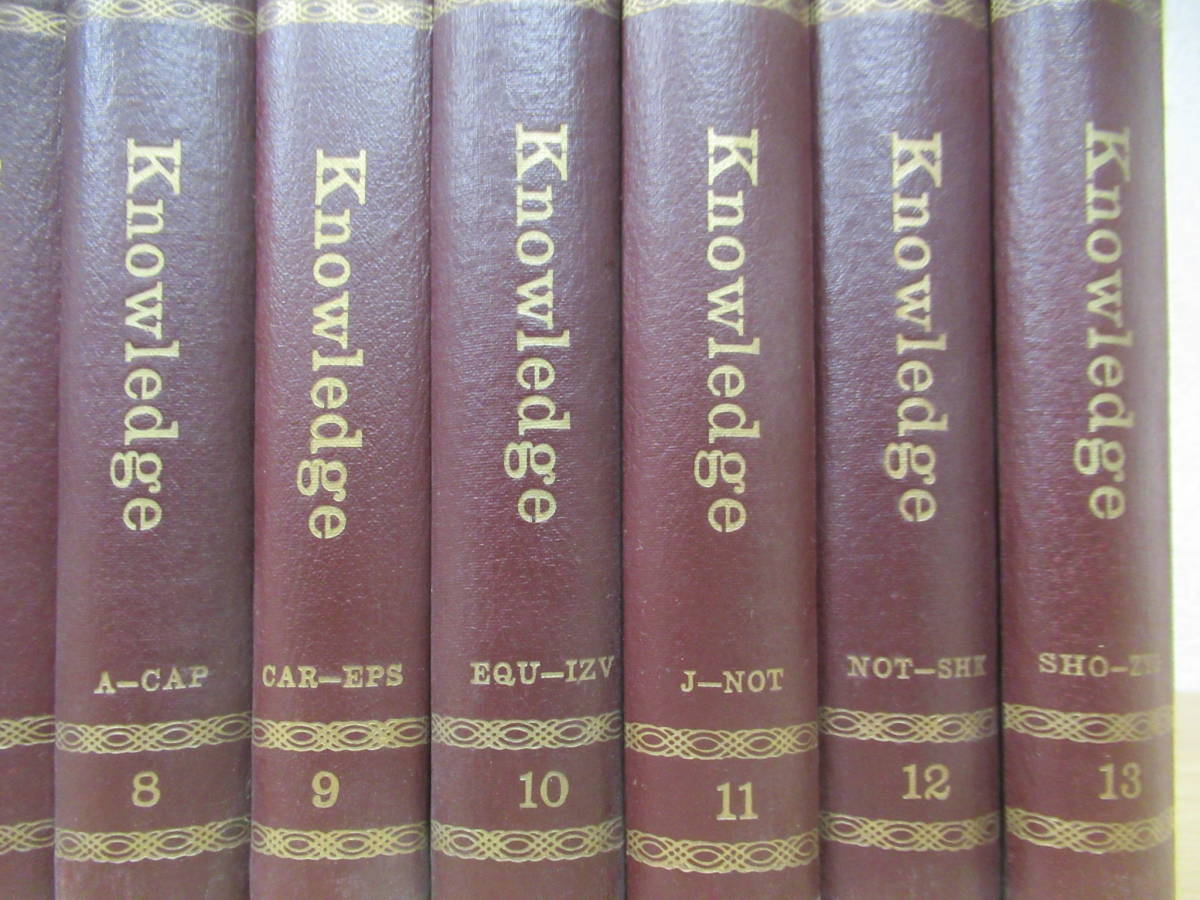 Knowledge
A-CAP
8
Knowledge
CAR-EPS
9
Knowledge
EQU-IZV
10
Knowledge
J-NOT
11
Knowledge
NOT-SHK
12
Knowledge
13